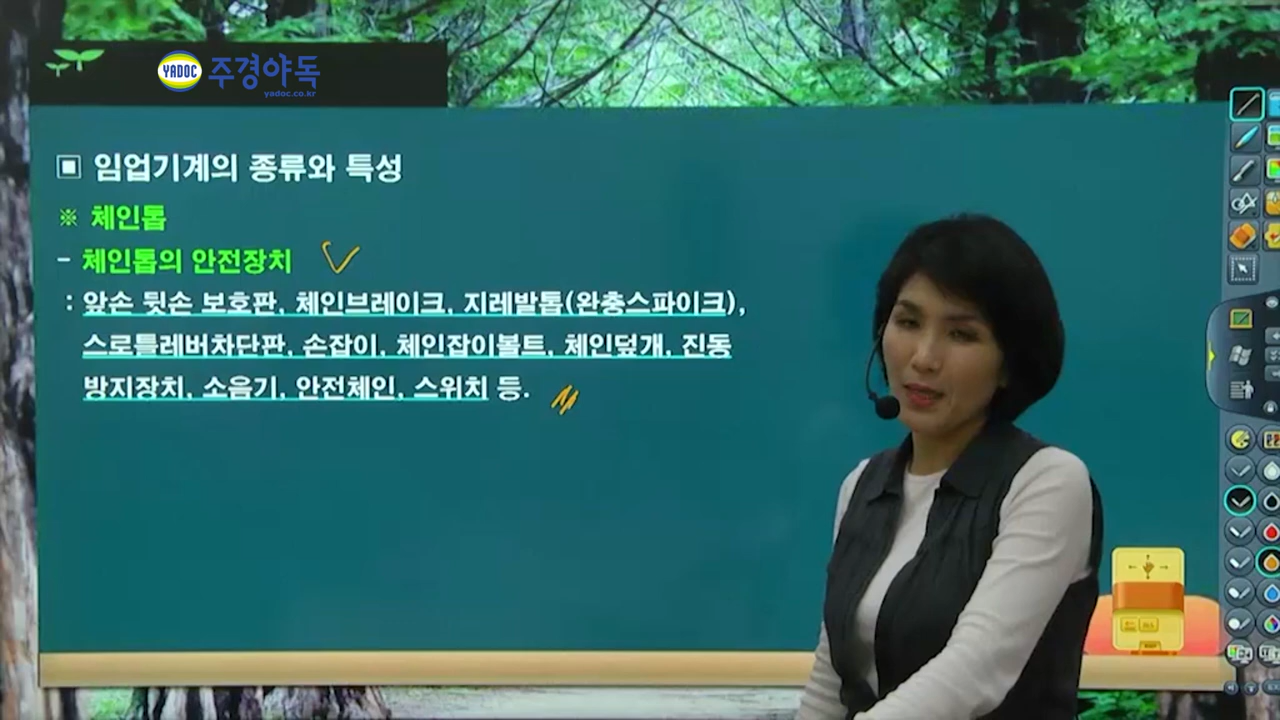 YADOC 주경야독
yadoc.co.kr
▣ 임업기계의 종류와 특성
※ 체인톱
- 체인톱의 안전장치
: 앞손 뒷손 보호판, 체인브레이크, 지레발톱(완충스파이크),
스로틀레버차단판, 손잡이, 체인잡이볼트, 체인덮개, 진동
방지장치, 소음기, 안전체인, 스위치 등.